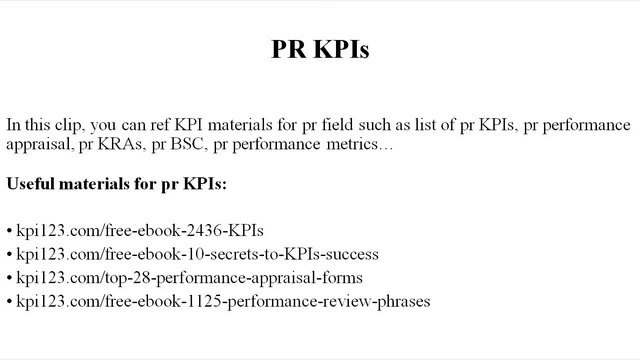 PR KPIs
In this clip, you can ref KPI materials for pr field such as list of pr KPIs, pr performance
appraisal, pr KRAs, pr BSC, pr performance metrics…
Useful materials for pr KPIs:
• kpi123.com/free-ebook-2436-KPIs
• kpi123.com/free-ebook-10-secrets-to-KPIs-success
• kpi123.com/top-28-performance-appraisal-forms
• kpi123.com/free-ebook-1125-performance-review-phrases